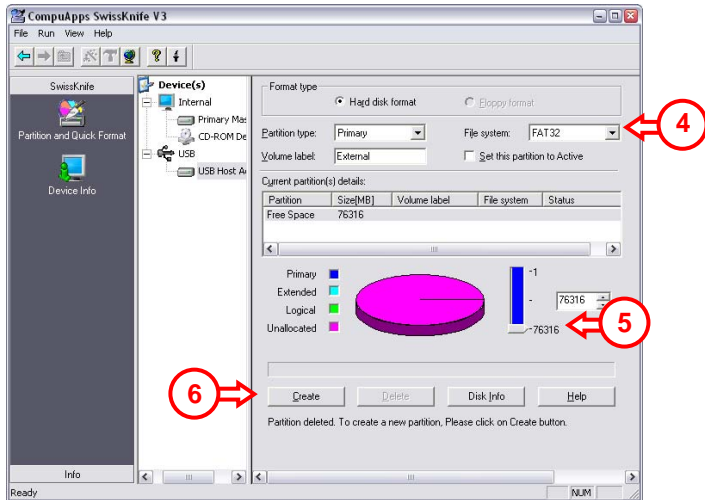 CompuApps SwissKnife V3
File Run View Help
SwissKnife
Partition and Quick Format
Device Info
Info
Device(s)
Internal
Primary Mas
CD-ROM De
USB
USB Host A
Format type
Hard disk format
Floppy format
Partition type: Primary File system: FAT32
4
Volume label: External Set this partition to Active
Current partition(s) details:
Partition Size[MB] Volume label File system Status
Free Space 76316
Primary
Extended
Logical
Unallocated
-1
-
76316
-76316
5
6
Create Delete Disk Info Help
Partition deleted. To create a new partition, Please click on Create button.
Ready NUM